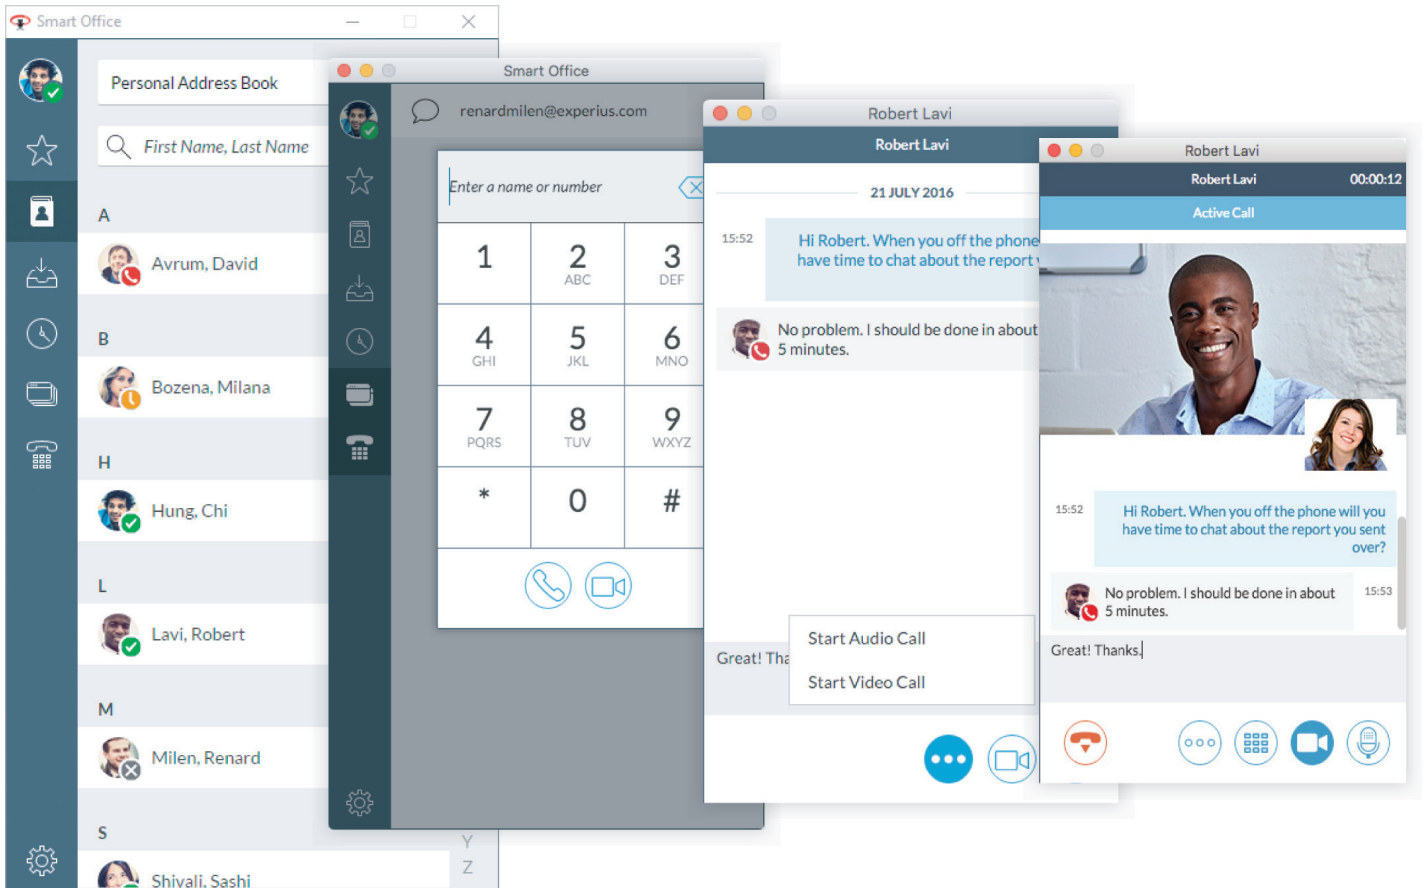 Smart Office
Personal Address Book
First Name, Last Name
A
Avrum, David
B
Bozena, Milana
H
Hung, Chi
L
Lavi, Robert
M
Milen, Renard
S
Shivali, Sashi
Y
Z
Smart Office
renardmilen@experius.com
Enter a name or number
1
2
ABC
3
DEF
4
GHI
5
JKL
6
MNO
7
PQRS
8
TUV
9
WXYZ
*
0
#
Robert Lavi
Robert Lavi
21 JULY 2016
15:52
Hi Robert. When you off the phone
have time to chat about the report
No problem. I should be done in about
5 minutes.
Great!
Start Audio Call
Start Video Call
Robert Lavi
Robert Lavi
00:00:12
Active Call
15:52
Hi Robert. When you off the phone will you
have time to chat about the report you sent
over?
No problem. I should be done in about
5 minutes.
15:53
Great! Thanks.